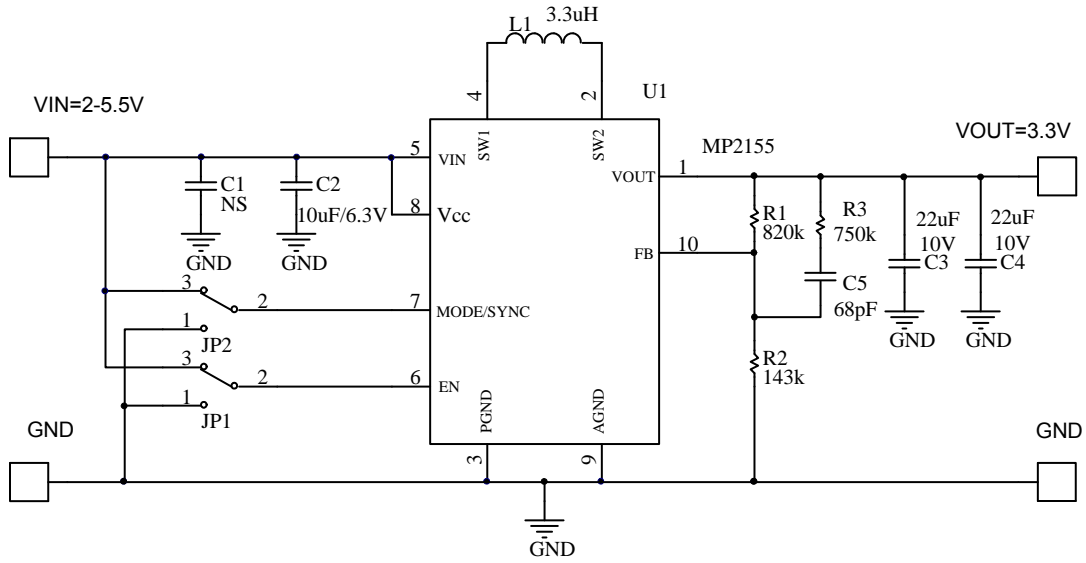 L1 3.3uH
VIN=2-5.5V
4
2
U1
SW1
SW2
MP2155
VOUT=3.3V
5
VIN
VOUT
1
C1
NS
C2
10uF/6.3V
8
Vcc
R1
820k
R3
750k
22uF
10V
C3
22uF
10V
C4
FB
10
GND
GND
C5
68pF
3
2
7
MODE/SYNC
GND
GND
1
JP2
3
2
6
EN
R2
143k
1
JP1
PGND
AGND
GND
GND
3
9
GND